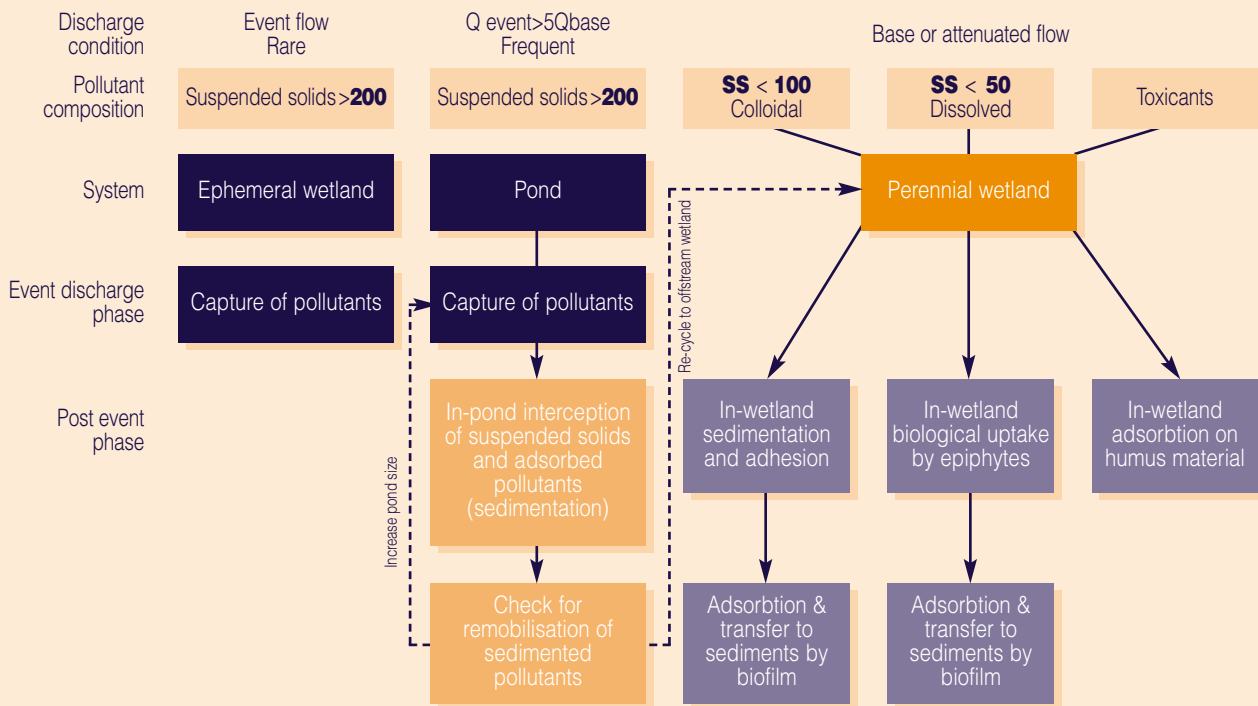 Discharge
condition
Event flow
Rare
Q event>5Qbase
Frequent
Base or attenuated flow
Pollutant
composition
Suspended solids>200
Suspended solids>200
SS < 100
Colloidal
SS < 50
Dissolved
Toxicants
System
Ephemeral wetland
Pond
Perennial wetland
Re-cycle to offstream wetland
Event discharge
phase
Capture of pollutants
Capture of pollutants
Post event
phase
In-pond interception
of suspended solids
and adsorbed
pollutants
(sedimentation)
In-wetland
sedimentation
and adhesion
In-wetland
biological uptake
by epiphytes
In-wetland
adsorbtion on
humus material
Increase pond size
Check for
remobilisation of
sedimented
pollutants
Adsorbtion &
transfer to
sediments by
biofilm
Adsorbtion &
transfer to
sediments by
biofilm